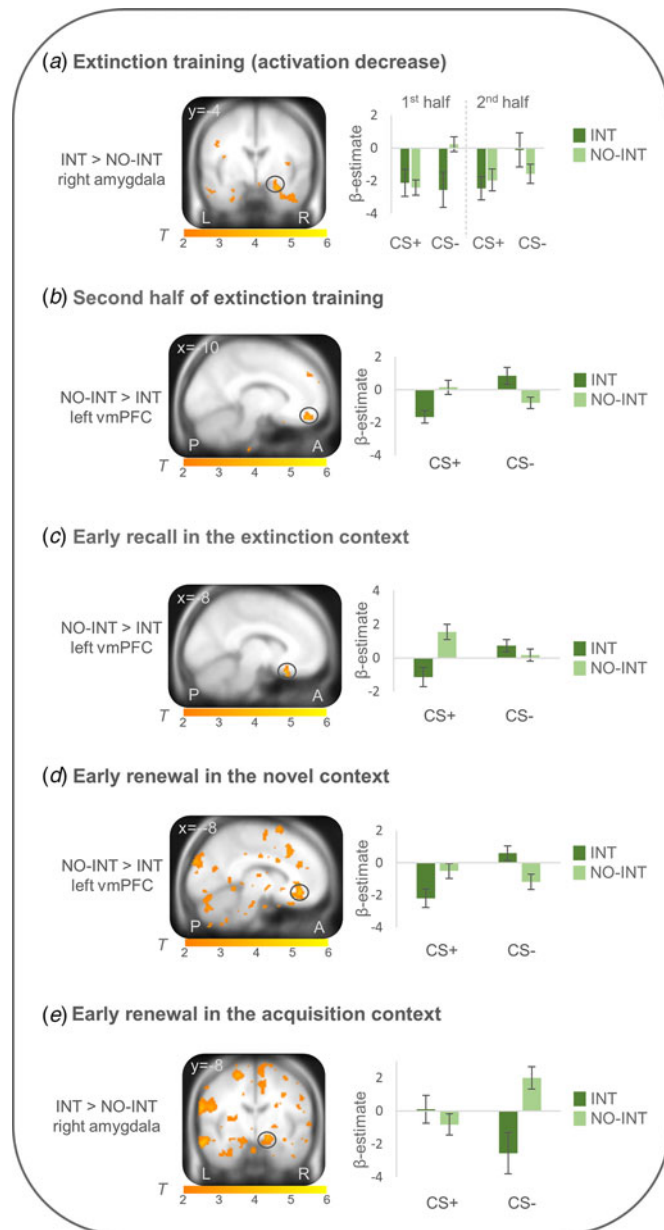 (a) Extinction training (activation decrease)
INT > NO-INT
right amygdala
y=-4
L R
T
2 3 4 5 6
β-estimate
2
0
-2
-4
1st half 2nd half
CS+ CS- CS+ CS-
INT
NO-INT
(b) Second half of extinction training
NO-INT > INT
left vmPFC
x=-10
P A
T
2 3 4 5 6
β-estimate
2
0
-2
-4
CS+ CS-
INT
NO-INT
(c) Early recall in the extinction context
NO-INT > INT
left vmPFC
x=-8
P A
T
2 3 4 5 6
β-estimate
4
2
0
-2
CS+ CS-
INT
NO-INT
(d) Early renewal in the novel context
NO-INT > INT
left vmPFC
x=-8
P A
T
2 3 4 5 6
β-estimate
2
0
-2
-4
CS+ CS-
INT
NO-INT
(e) Early renewal in the acquisition context
INT > NO-INT
right amygdala
y=-8
L R
T
2 3 4 5 6
β-estimate
2
0
-2
-4
CS+ CS-
INT
NO-INT